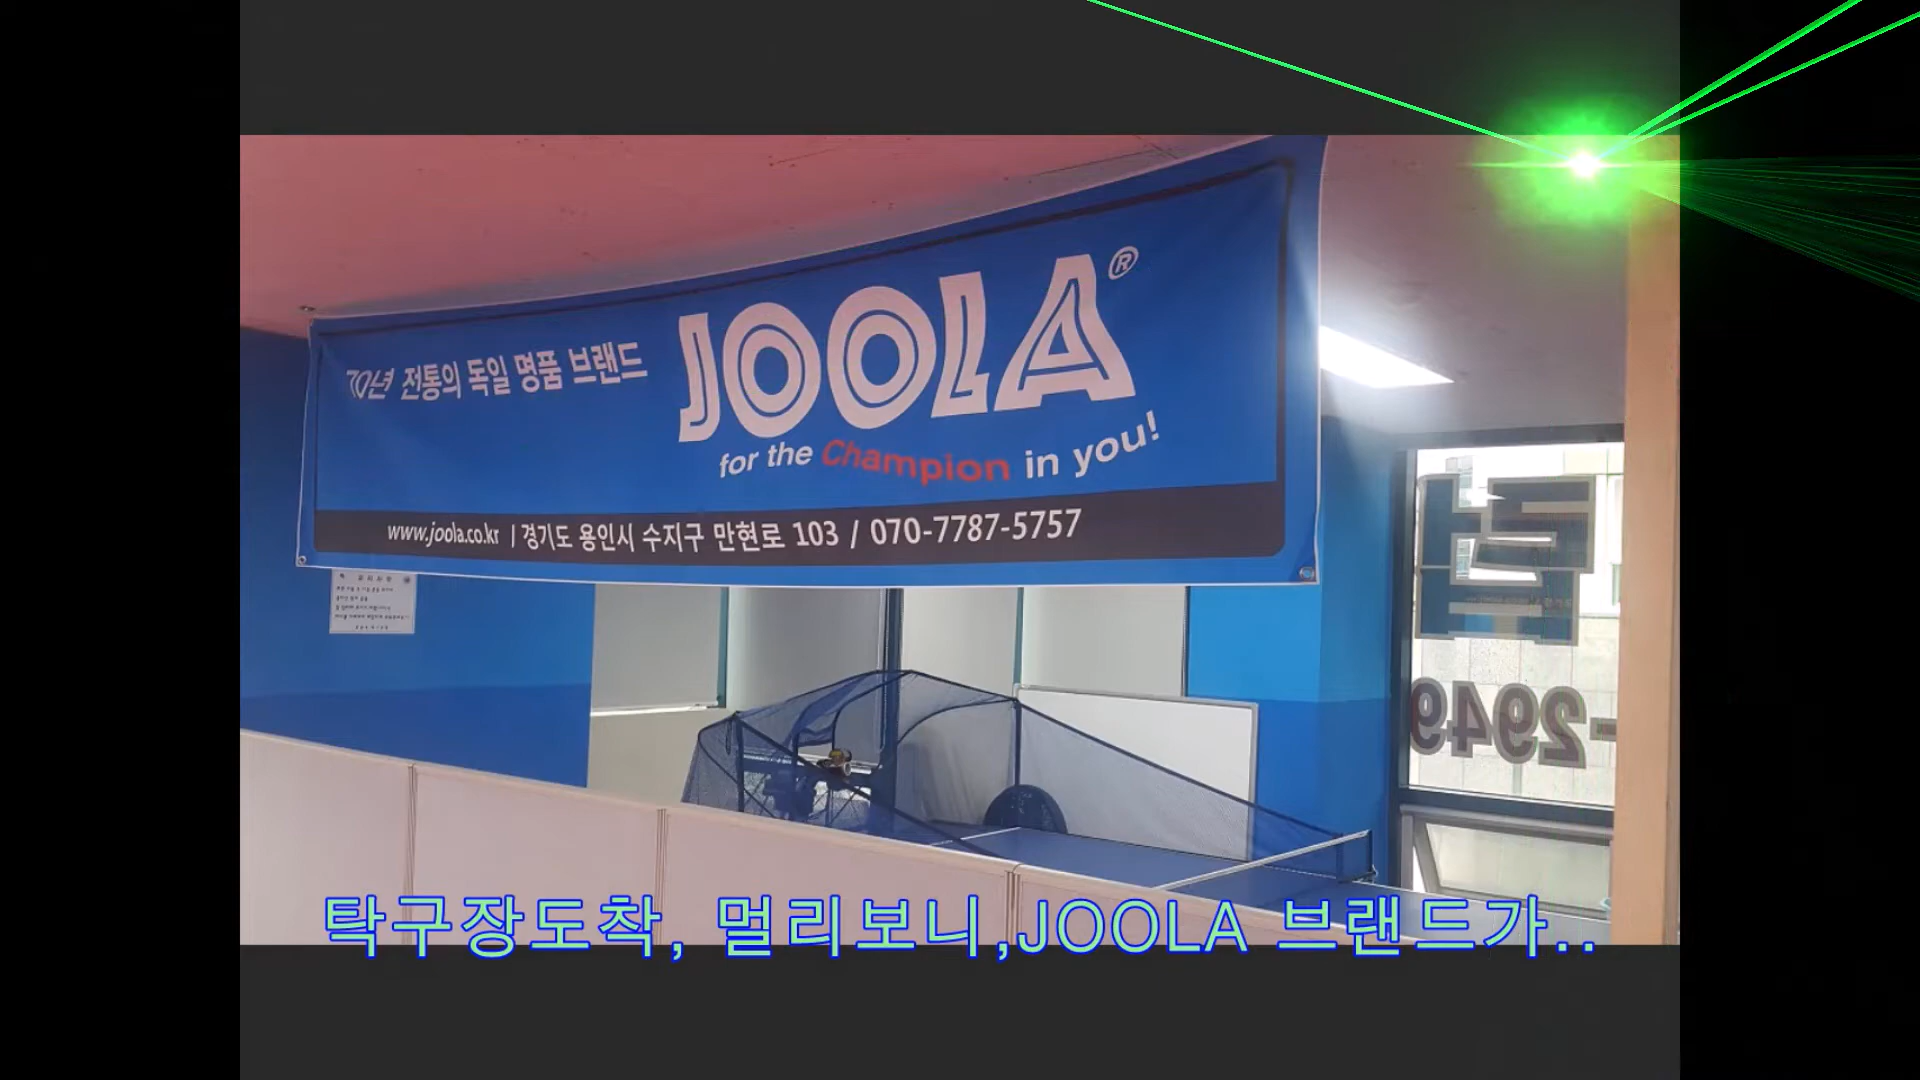 70년 전통의 독일 명품 브랜드
JOOLA®
for the Champion in you!
www.joola.co.kr | 경기도 용인시 수지구 만현로 103 / 070-7787-5757
-2949
탁구장도착, 멀리보니,JOOLA 브랜드가..